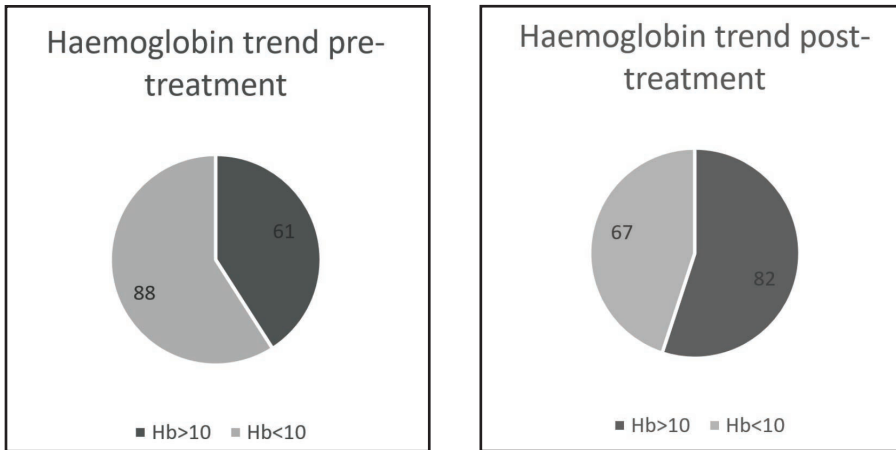 Haemoglobin trend pre-
treatment
61
88
Hb>10 Hb<10
Haemoglobin trend post-
treatment
67
82
Hb>10 Hb<10